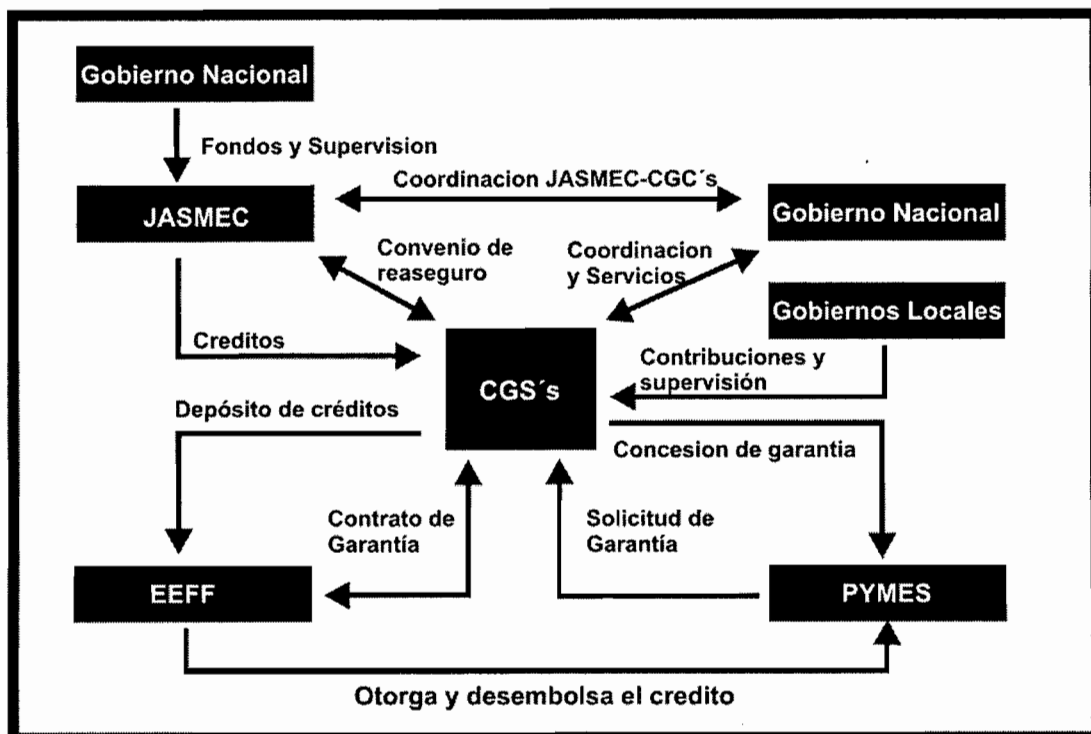 Gobierno Nacional
Fondos y Supervision
Coordinacion JASMEC-CGC´s
JASMEC
Gobierno Nacional
Convenio de
reaseguro
Coordinacion
y Servicios
Gobiernos Locales
Creditos
CGS´s
Contribuciones y
supervisión
Depósito de créditos
Concesion de garantia
Contrato de
Garantía
Solicitud de
Garantía
EEFF
PYMES
Otorga y desembolsa el credito